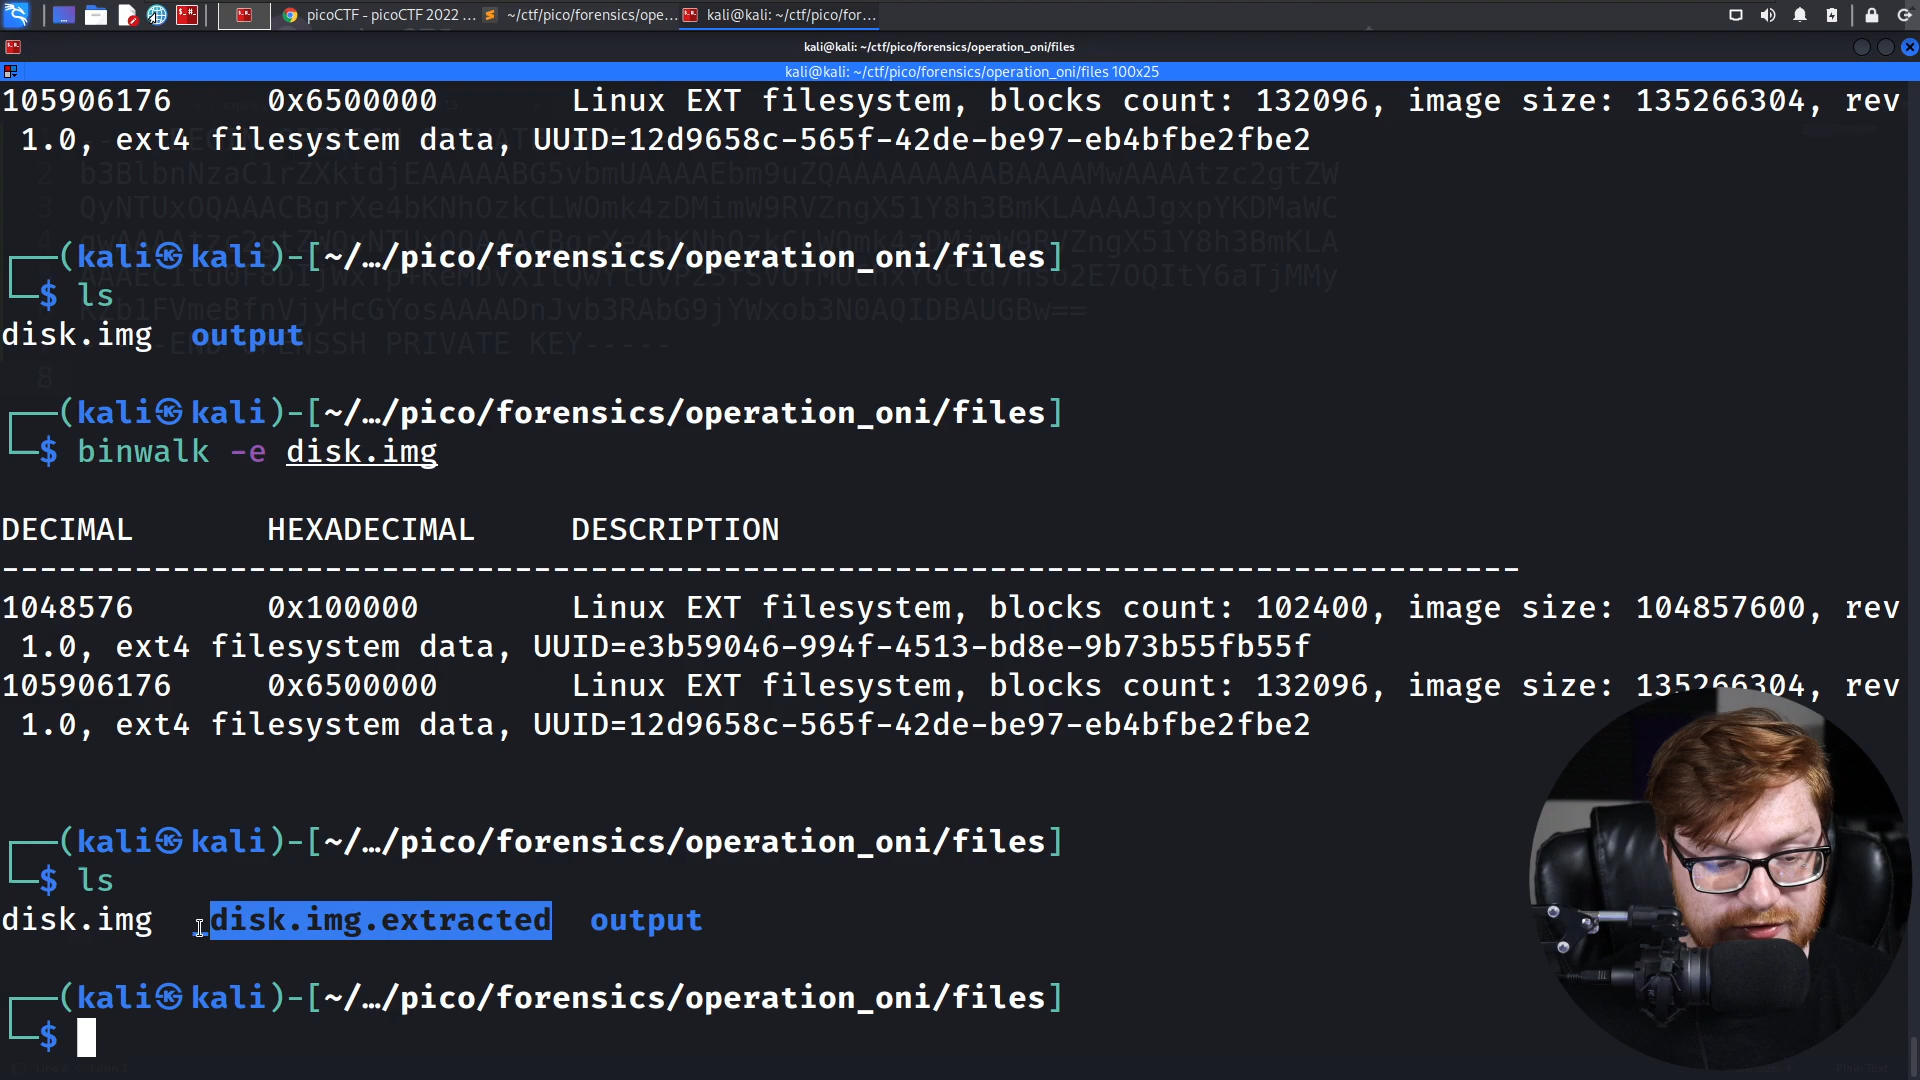 picoCTF - picoCTF 2022 ...
~/ctf/pico/forensics/ope...
kali@kali: ~/ctf/pico/for...
kali@kali: ~/ctf/pico/forensics/operation_oni/files
kali@kali: ~/ctf/pico/forensics/operation_oni/files 100x25
105906176     0x6500000       Linux EXT filesystem, blocks count: 132096, image size: 135266304, rev
1.0, ext4 filesystem data, UUID=12d9658c-565f-42de-be97-eb4bfbe2fbe2
(kali㉿kali)-[~/…/pico/forensics/operation_oni/files]
$ ls
disk.img  output
PRIVATE KEY-----
8
(kali㉿kali)-[~/…/pico/forensics/operation_oni/files]
$ binwalk -e disk.img
DECIMAL       HEXADECIMAL     DESCRIPTION
--------------------------------------------------------------------------------
1048576       0x100000        Linux EXT filesystem, blocks count: 102400, image size: 104857600, rev
1.0, ext4 filesystem data, UUID=e3b59046-994f-4513-bd8e-9b73b55fb55f
105906176     0x6500000       Linux EXT filesystem, blocks count: 132096, image size: 135266304, rev
1.0, ext4 filesystem data, UUID=12d9658c-565f-42de-be97-eb4bfbe2fbe2
(kali㉿kali)-[~/…/pico/forensics/operation_oni/files]
$ ls
disk.img  _disk.img.extracted  output
(kali㉿kali)-[~/…/pico/forensics/operation_oni/files]
$